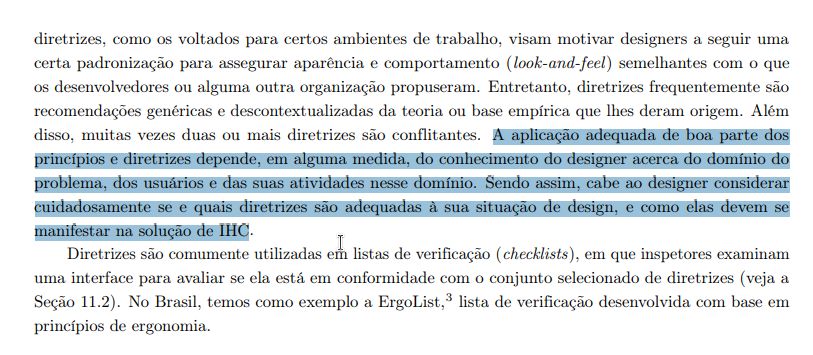 diretrizes, como os voltados para certos ambientes de trabalho, visam motivar designers a seguir uma
certa padronização para assegurar aparência e comportamento (look-and-feel) semelhantes com o que
os desenvolvedores ou alguma outra organização propuseram. Entretanto, diretrizes frequentemente são
recomendações genéricas e descontextualizadas da teoria ou base empírica que lhes deram origem. Além
disso, muitas vezes duas ou mais diretrizes são conflitantes. A aplicação adequada de boa parte dos
princípios e diretrizes depende, em alguma medida, do conhecimento do designer acerca do domínio do
problema, dos usuários e das suas atividades nesse domínio. Sendo assim, cabe ao designer considerar
cuidadosamente se e quais diretrizes são adequadas à sua situação de design, e como elas devem se
manifestar na solução de IHC.
Diretrizes são comumente utilizadas em listas de verificação (checklists), em que inspetores examinam
uma interface para avaliar se ela está em conformidade com o conjunto selecionado de diretrizes (veja a
Seção 11.2). No Brasil, temos como exemplo a ErgoList,³ lista de verificação desenvolvida com base em
princípios de ergonomia.